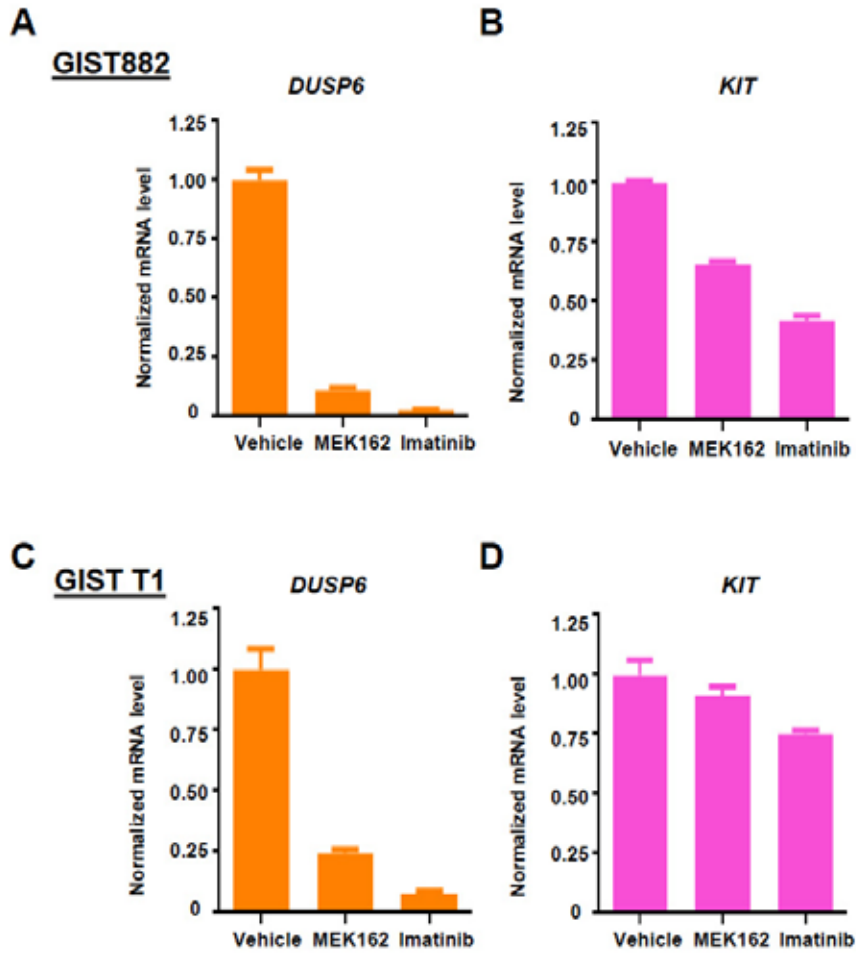 A
B
GIST882
DUSP6
KIT
Normalized mRNA level
1.25
1.00
0.75
0.50
0.25
0
Vehicle MEK162 Imatinib
Normalized mRNA level
1.25
1.00
0.75
0.50
0.25
0
Vehicle MEK162 Imatinib
C
D
GIST T1
DUSP6
KIT
Normalized mRNA level
1.25
1.00
0.75
0.50
0.25
0
Vehicle MEK162 Imatinib
Normalized mRNA level
1.25
1.00
0.75
0.50
0.25
0
Vehicle MEK162 Imatinib